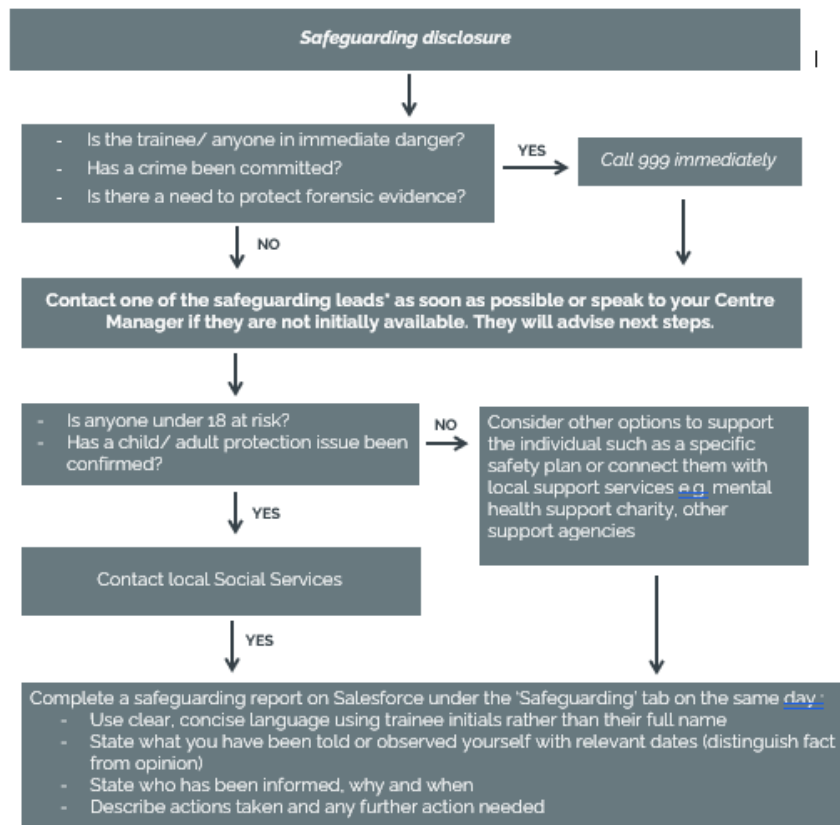 Safeguarding disclosure
- Is the trainee/ anyone in immediate danger?
- Has a crime been committed?
- Is there a need to protect forensic evidence?
YES
Call 999 immediately
NO
Contact one of the safeguarding leads* as soon as possible or speak to your Centre
Manager if they are not initially available. They will advise next steps.
- Is anyone under 18 at risk?
- Has a child/ adult protection issue been
confirmed?
NO
Consider other options to support
the individual such as a specific
safety plan or connect them with
local support services e.g. mental
health support charity, other
support agencies
YES
Contact local Social Services
YES
Complete a safeguarding report on Salesforce under the 'Safeguarding' tab on the same day :
- Use clear, concise language using trainee initials rather than their full name
- State what you have been told or observed yourself with relevant dates (distinguish fact
from opinion)
- State who has been informed, why and when
- Describe actions taken and any further action needed